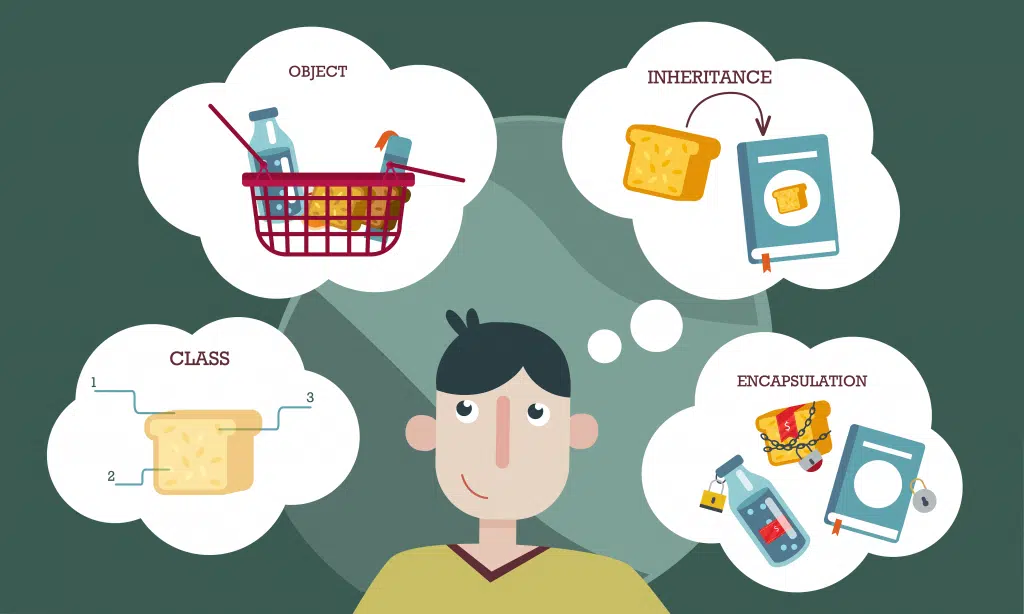 OBJECT
INHERITANCE
CLASS
1
3
2
ENCAPSULATION
$
$